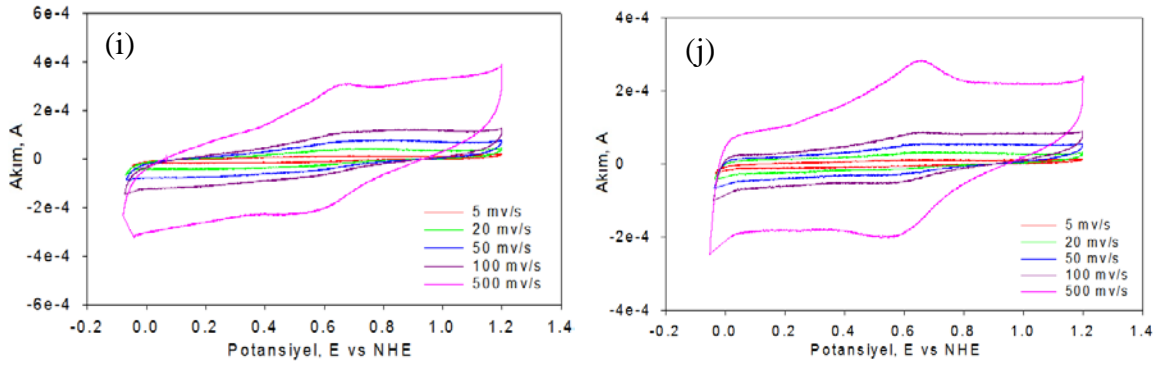 (i)
Akım, A
6e-4
4e-4
2e-4
0
-2e-4
-4e-4
-6e-4
5 mv/s
20 mv/s
50 mv/s
100 mv/s
500 mv/s
-0.2 0.0 0.2 0.4 0.6 0.8 1.0 1.2 1.4
Potansiyel, E vs NHE
(j)
Akım, A
4e-4
2e-4
0
-2e-4
-4e-4
5 mv/s
20 mv/s
50 mv/s
100 mv/s
500 mv/s
-0.2 0.0 0.2 0.4 0.6 0.8 1.0 1.2 1.4
Potansiyel, E vs NHE